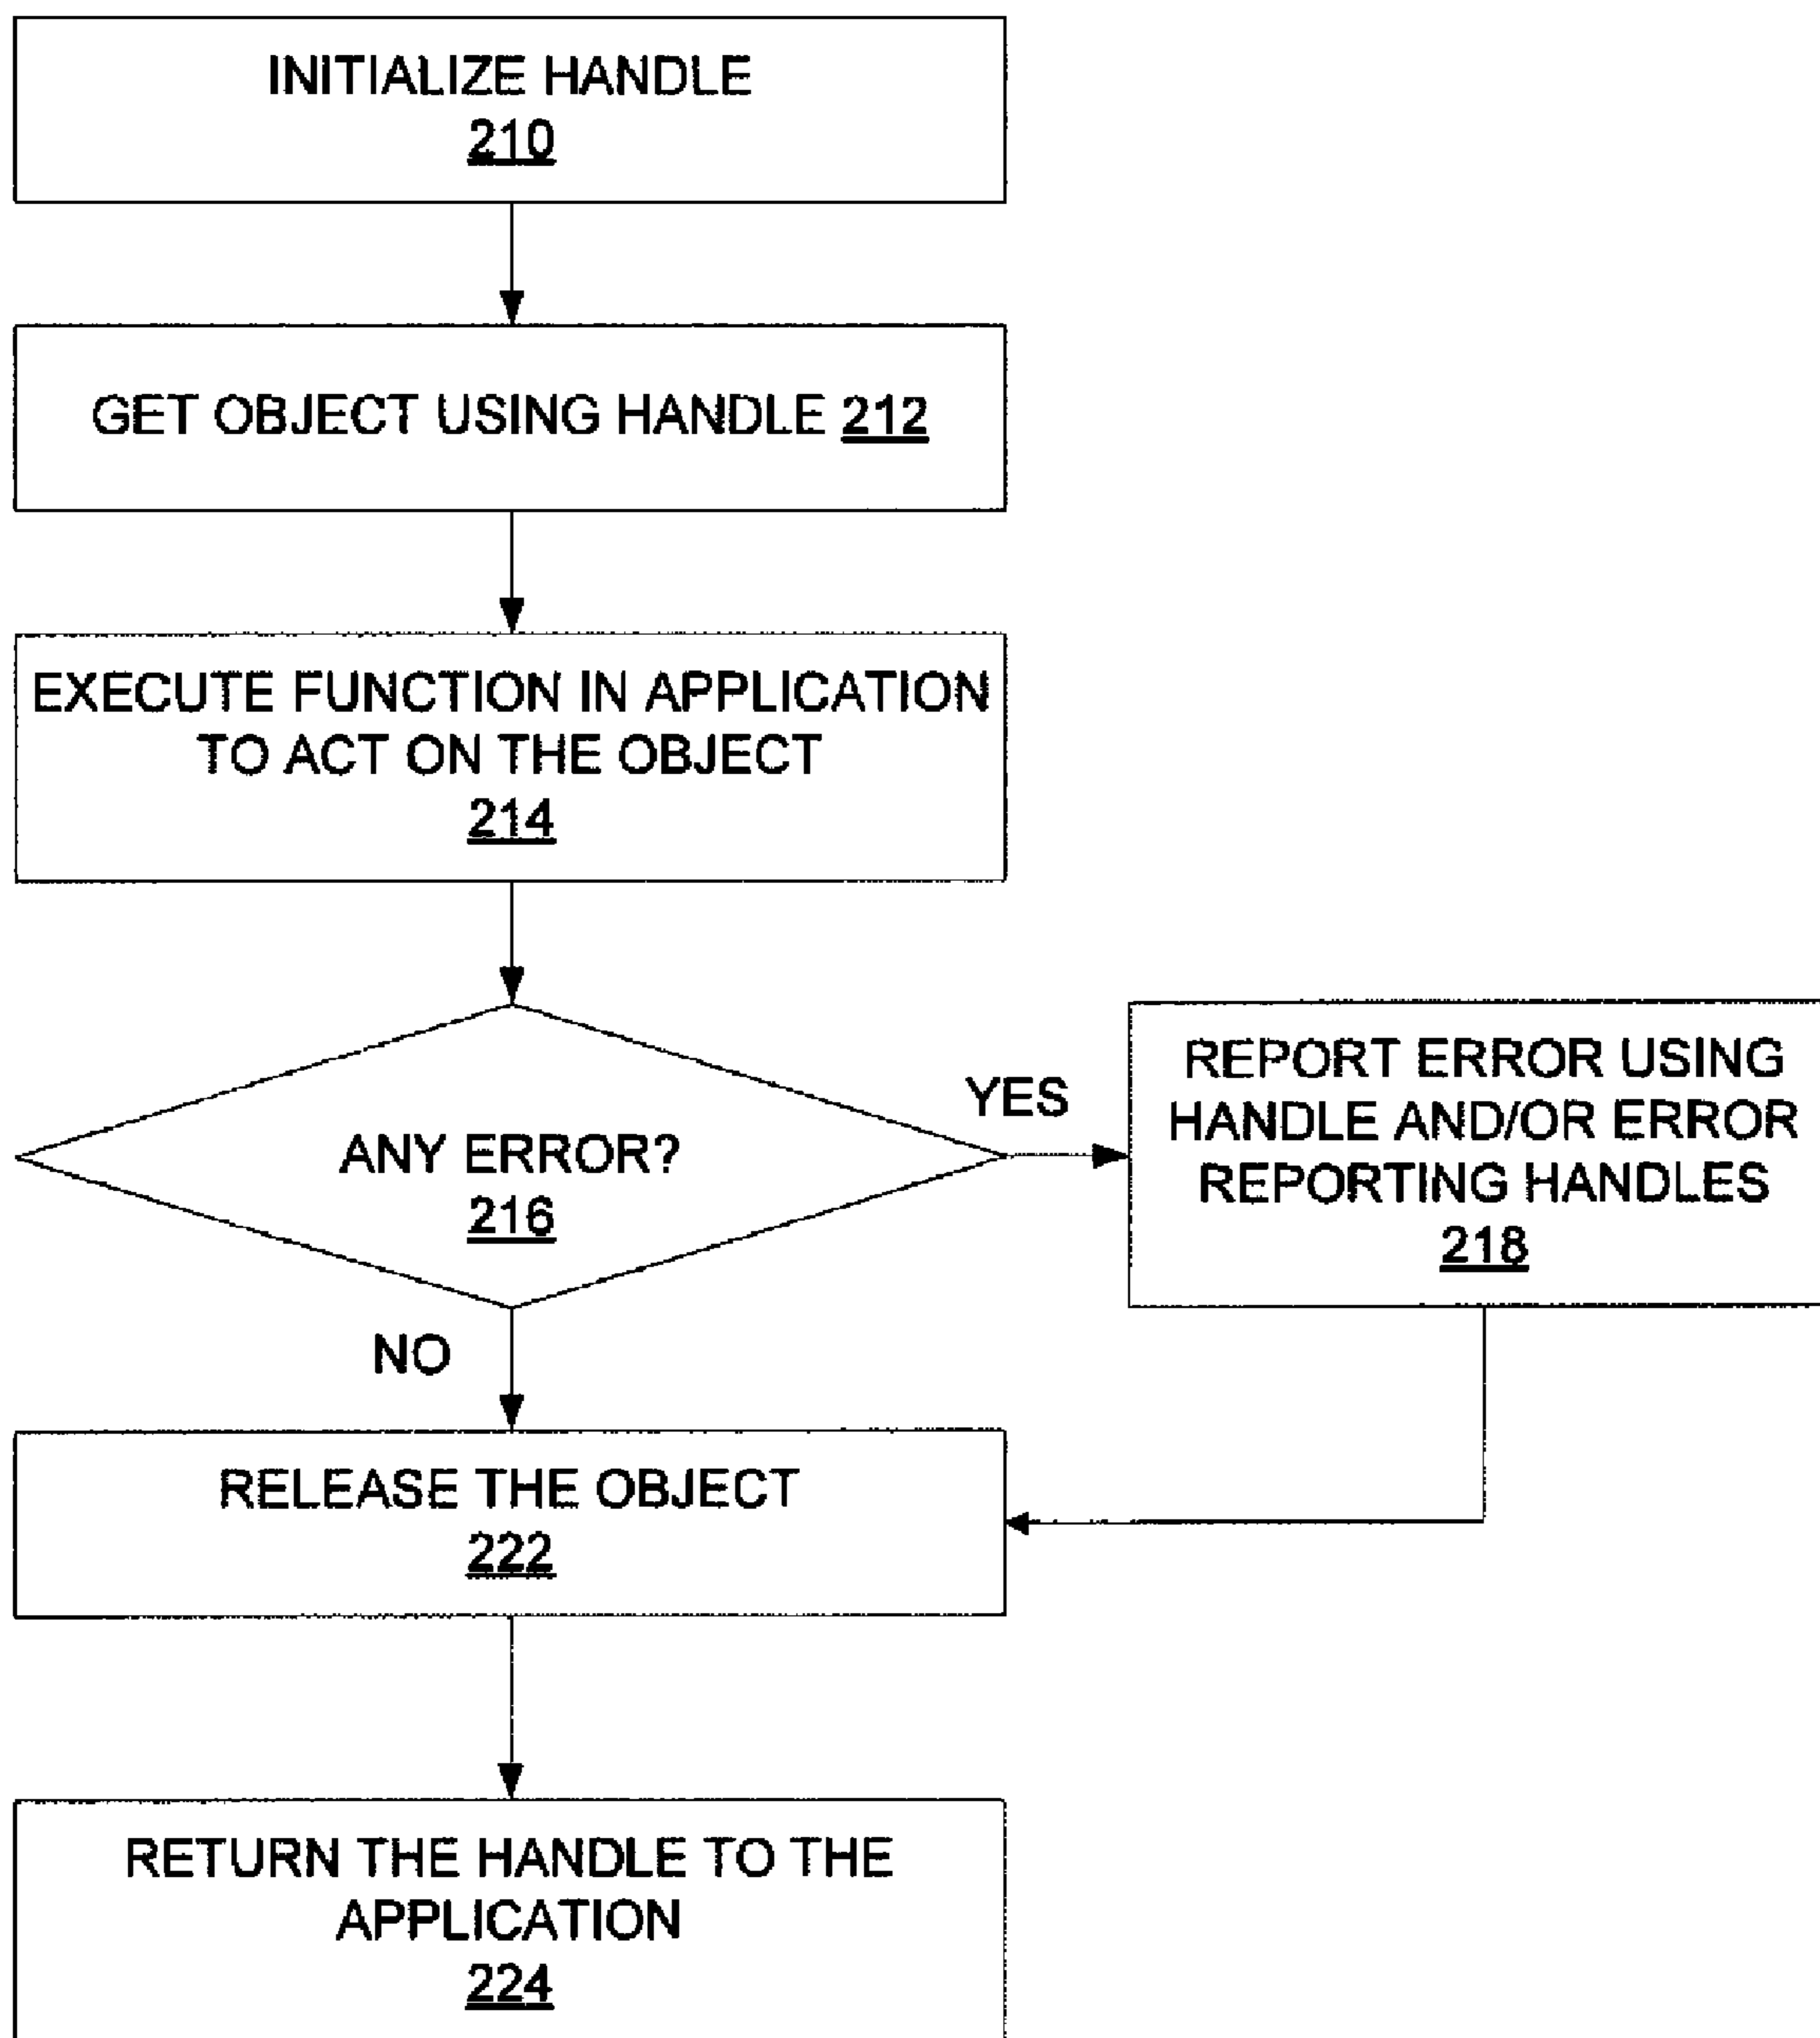 INITIALIZE HANDLE
210
GET OBJECT USING HANDLE 212
EXECUTE FUNCTION IN APPLICATION
TO ACT ON THE OBJECT
214
ANY ERROR?
216
YES
REPORT ERROR USING
HANDLE AND/OR ERROR
REPORTING HANDLES
218
NO
RELEASE THE OBJECT
222
RETURN THE HANDLE TO THE
APPLICATION
224